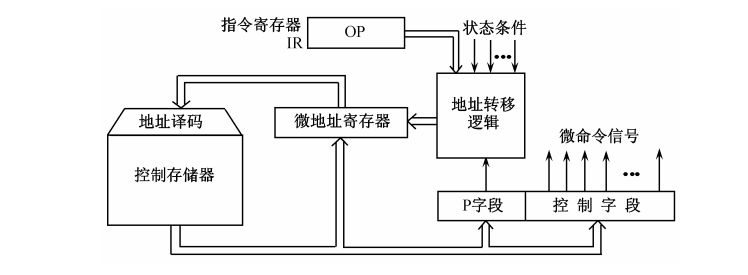 指令寄存器
IR
OP
状态条件
地址转移
逻辑
微地址寄存器
地址译码
控制存储器
微命令信号
P字段
控制字段